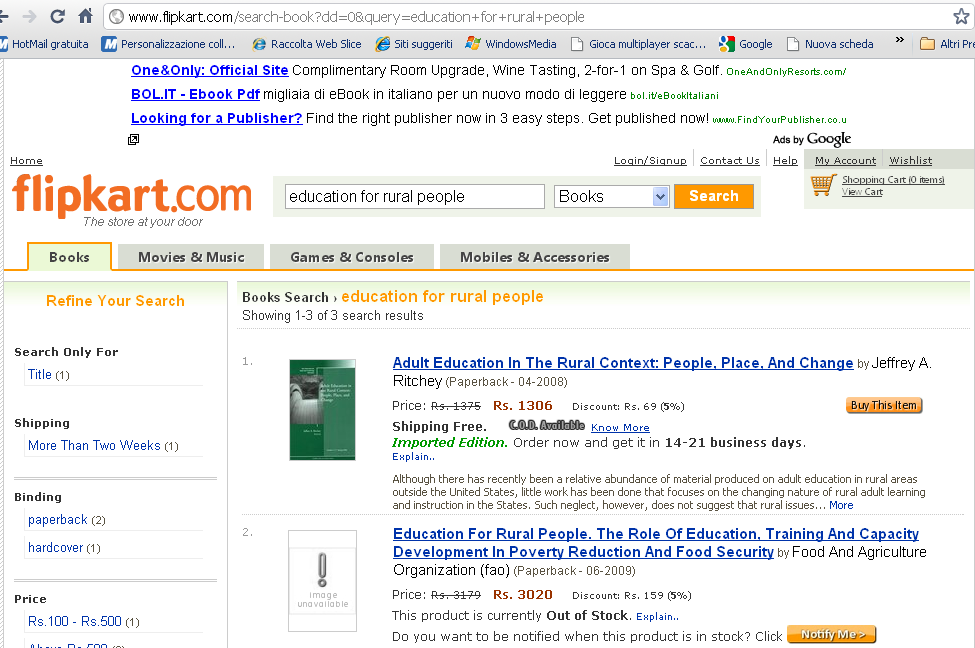 www.flipkart.com/search-book?dd=0&query=education+for+rural+people
HotMail gratuita Personalizzazione coll... Raccolta Web Slice Siti suggeriti WindowsMedia Gioca multiplayer scac... Google Nuova scheda » Altri Pre
One&Only: Official Site Complimentary Room Upgrade, Wine Tasting, 2-for-1 on Spa & Golf. OneAndOnlyResorts.com/
BOL.IT - Ebook Pdf migliaia di eBook in italiano per un nuovo modo di leggere bol.it/eBookItaliani
Looking for a Publisher? Find the right publisher now in 3 easy steps. Get published now! www.FindYourPublisher.co.u
Ads by Google
Home Login/Signup Contact Us Help My Account Wishlist
flipkart.com
The store at your door
education for rural people Books Search
Shopping Cart (0 items)
View Cart
Books Movies & Music Games & Consoles Mobiles & Accessories
Refine Your Search
Search Only For
Title (1)
Shipping
More Than Two Weeks (1)
Binding
paperback (2)
hardcover (1)
Price
Rs.100 - Rs.500 (1)
Books Search › education for rural people
Showing 1-3 of 3 search results
1.
Adult Education In The Rural Context: People, Place, And Change by Jeffrey A.
Ritchey (Paperback - 04-2008)
Price: Rs. 1375 Rs. 1306 Discount: Rs. 69 (5%)
Buy This Item
Shipping Free. C.O.D. Available Know More
Imported Edition. Order now and get it in 14-21 business days.
Explain..
Although there has recently been a relative abundance of material produced on adult education in rural areas
outside the United States, little work has been done that focuses on the changing nature of rural adult learning
and instruction in the States. Such neglect, however, does not suggest that rural issues... More
2.
image
unavailable
Education For Rural People. The Role Of Education, Training And Capacity
Development In Poverty Reduction And Food Security by Food And Agriculture
Organization (fao) (Paperback - 06-2009)
Price: Rs. 3179 Rs. 3020 Discount: Rs. 159 (5%)
This product is currently Out of Stock. Explain..
Do you want to be notified when this product is in stock? Click Notify Me >